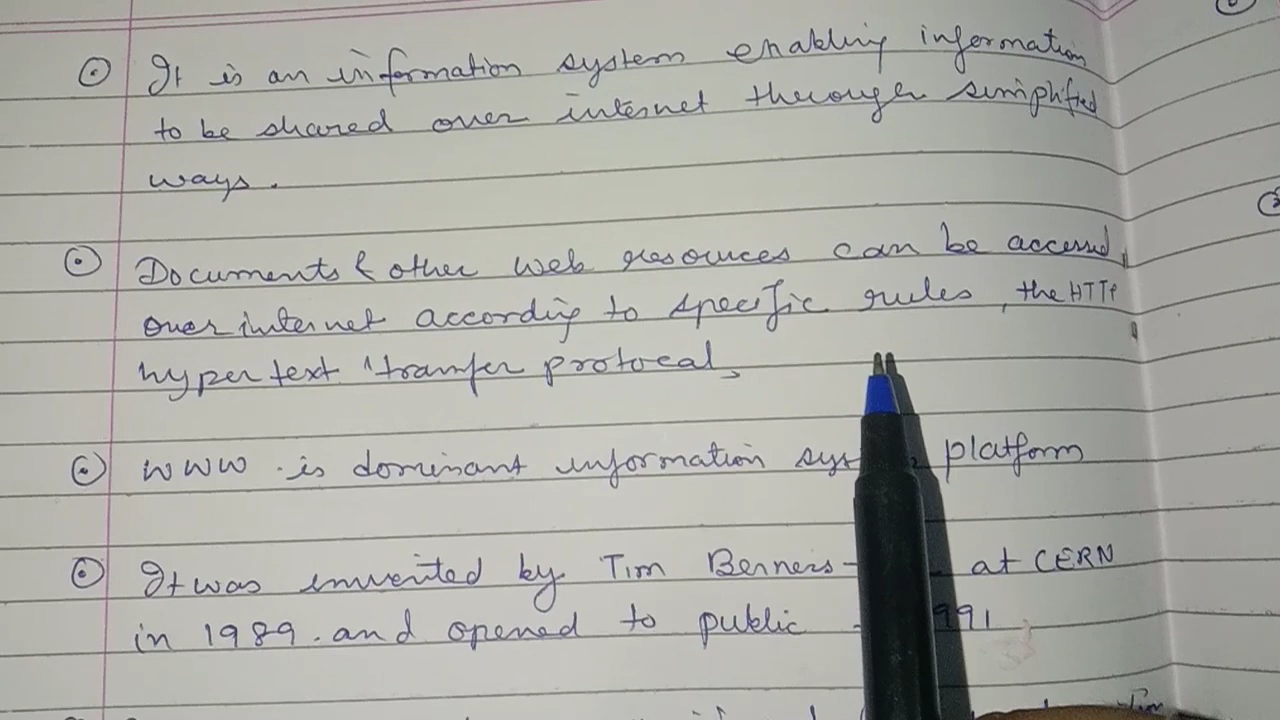 It is an information system enabling information
to be shared over internet through simplified
ways.
Documents & other web resources can be accessed
over internet according to specific rules, the HTTP
hypertext transfer protocal,
WWW. is dominant information platform
It was invented by Tim Berners- at CERN
in 1989. and opened to public 991